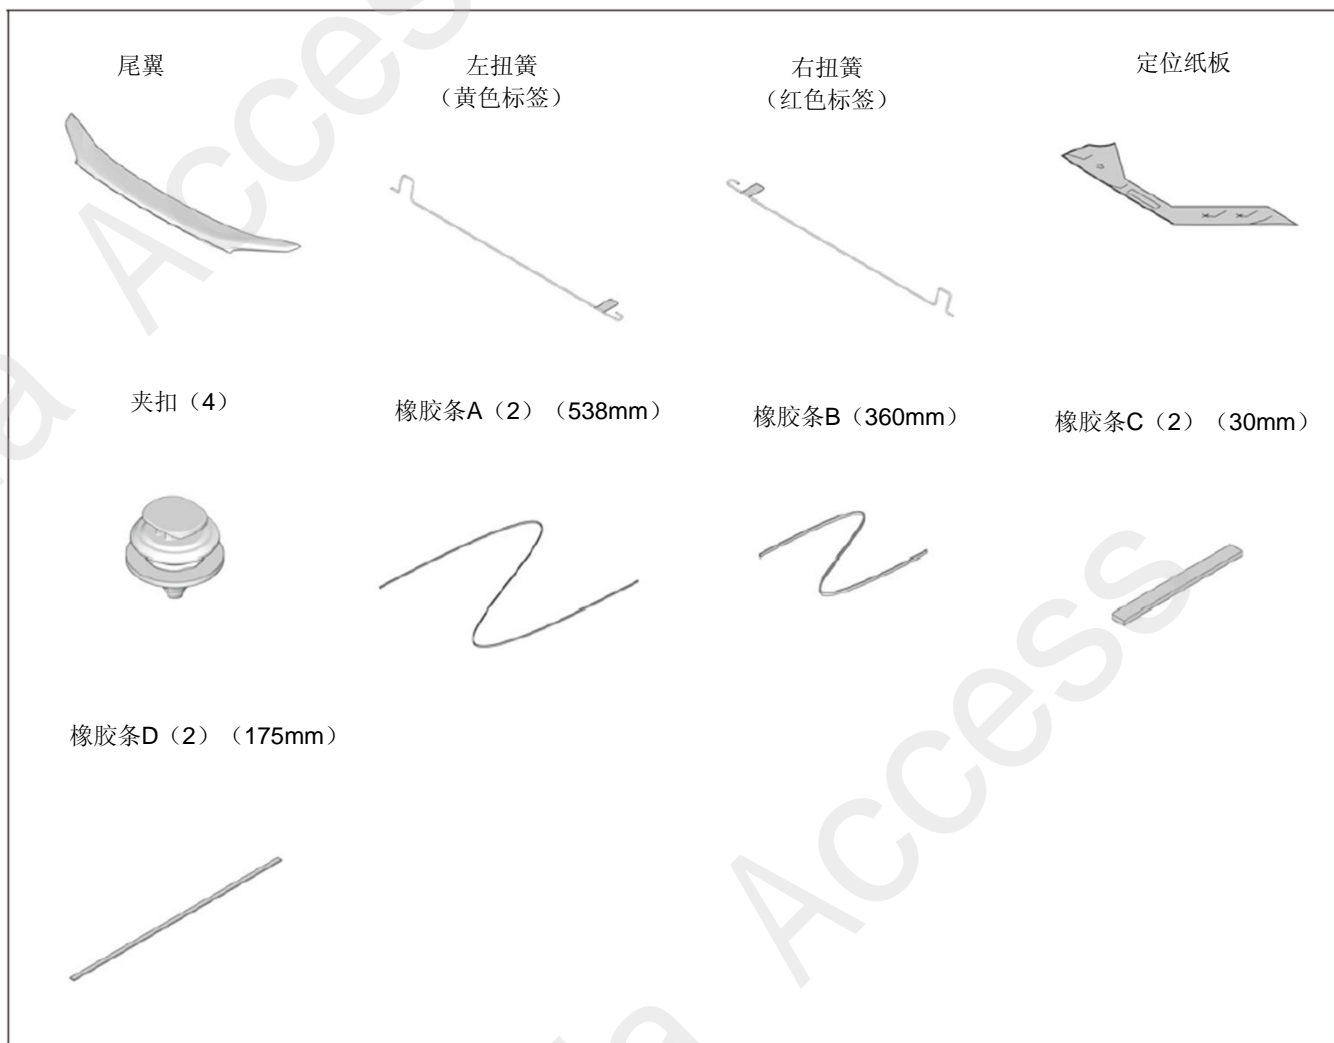 尾翼
左扭簧
（黄色标签）
右扭簧
（红色标签）
定位纸板
夹扣（4）
橡胶条A（2）（538mm）
橡胶条B（360mm）
橡胶条C（2）（30mm）
橡胶条D（2）（175mm）
Access
Access